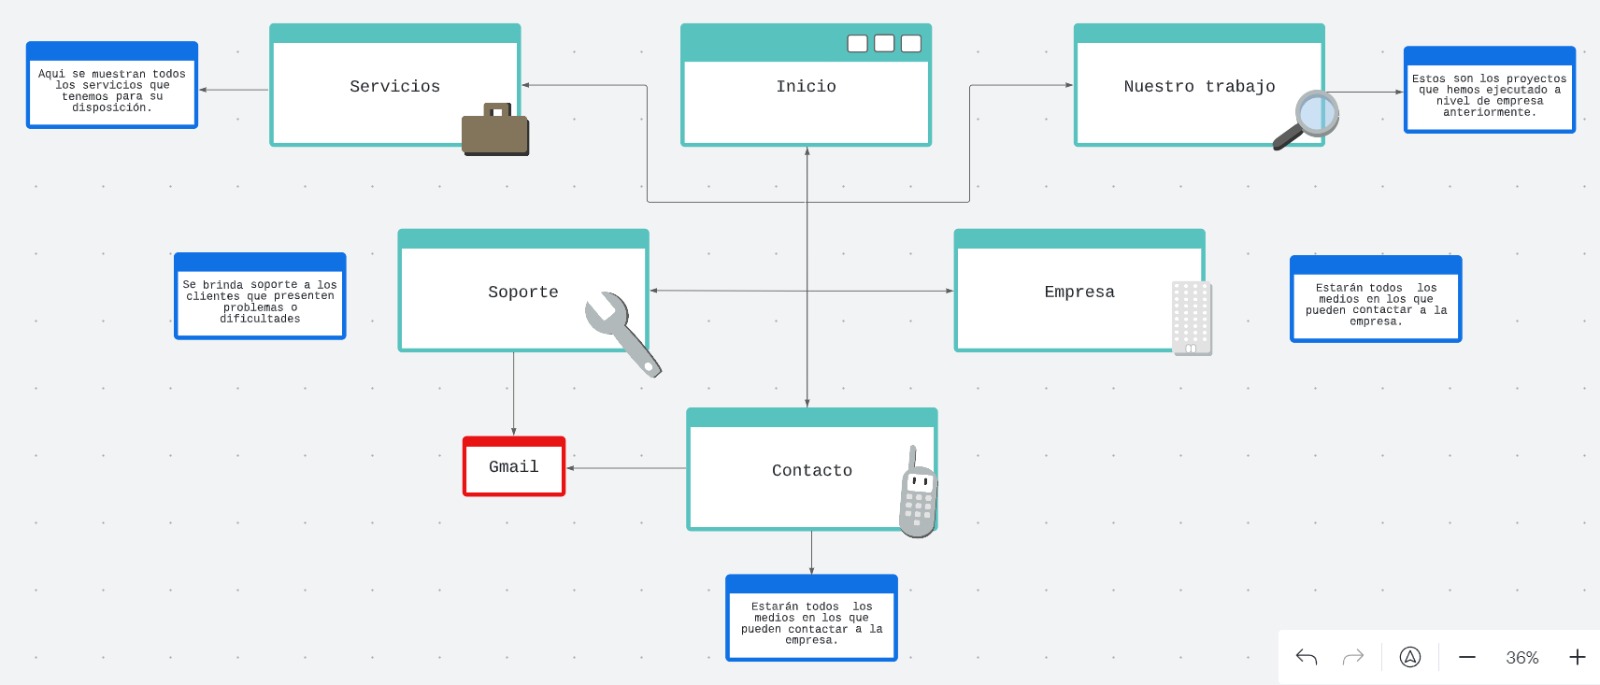 Servicios
Inicio
Nuestro trabajo
Aqui se muestran todos
los servicios que
tenemos para su
disposición.
Estos son los proyectos
que hemos ejecutado a
nivel de empresa
anteriormente.
Soporte
Empresa
Se brinda soporte a los
clientes que presenten
problemas o
dificultades
Estarán todos los
medios en los que
pueden contactar a la
empresa.
Gmail
Contacto
Estarán todos los
medios en los que
pueden contactar a la
empresa.
36%